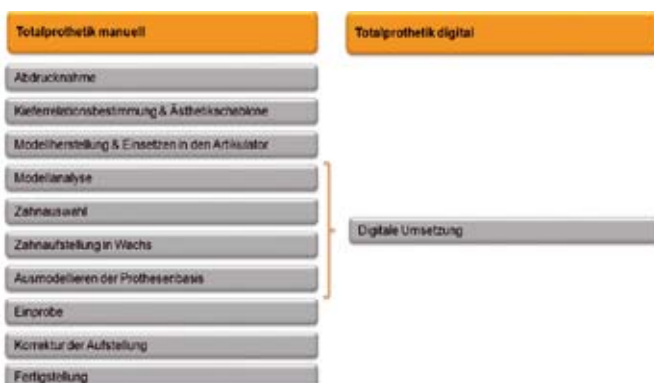 Totalprothetik manuell
Totalprothetik digital
Abdrucknahme
Kieferrelationsbestimmung & Ästhetikschablone
Modellherstellung & Einsetzen in den Artikulator
Modellanalyse
Zahnauswahl
Zahnaufstellung in Wachs
Digitale Umsetzung
Ausmodellieren der Prothesenbasis
Einprobe
Korrektur der Aufstellung
Fertigstellung